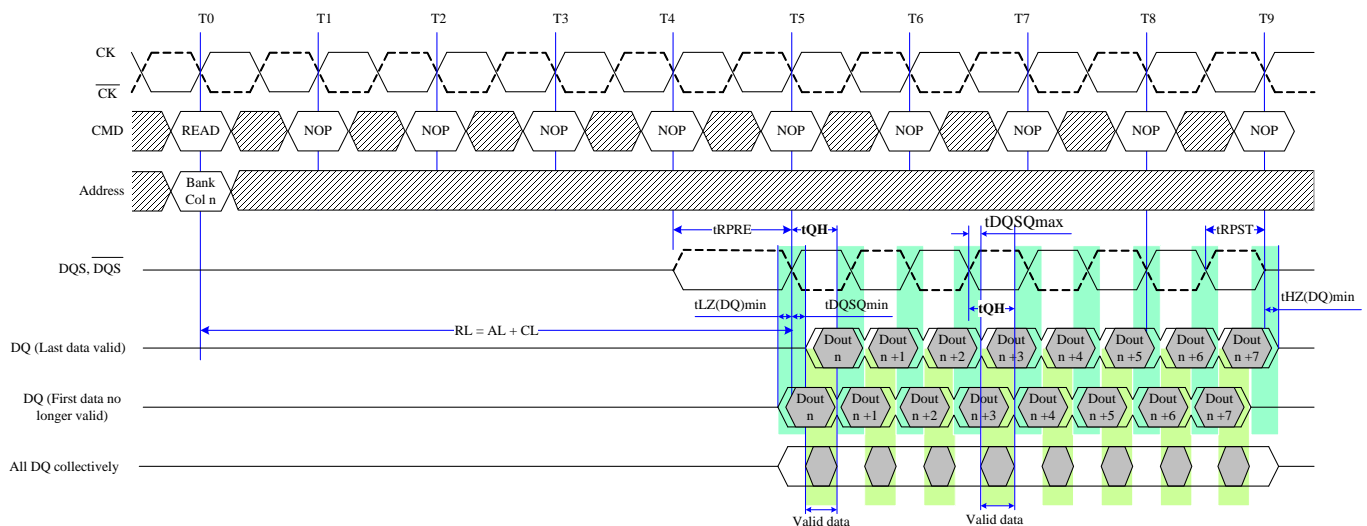 T0 T1 T2 T3 T4 T5 T6 T7 T8 T9
CK
CK
CMD READ NOP NOP NOP NOP NOP NOP NOP NOP NOP
Address Bank
Col n
tRPRE tQH tDQSQmax tRPST
DQS, DQS
tLZ(DQ)min tDQSQmin tQH tHZ(DQ)min
RL = AL + CL
DQ (Last data valid)
Dout Dout Dout Dout Dout Dout Dout Dout
n n +1 n +2 n +3 n +4 n +5 n +6 n +7
DQ (First data no
longer valid)
Dout Dout Dout Dout Dout Dout Dout Dout
n n +1 n +2 n +3 n +4 n +5 n +6 n +7
All DQ collectively
Valid data Valid data